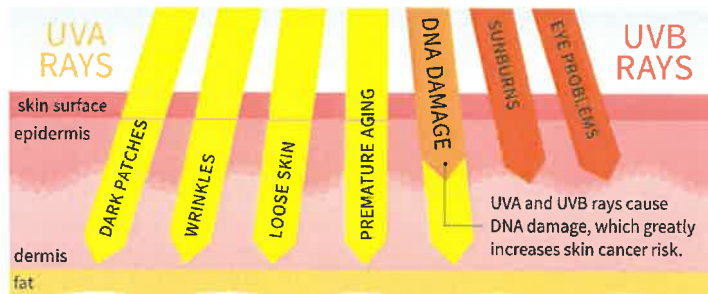 UVA
RAYS
UVB
RAYS
DARK PATCHES
WRINKLES
LOOSE SKIN
PREMATURE AGING
DNA DAMAGE
SUNBURNS
EYE PROBLEMS
skin surface
epidermis
dermis
fat
UVA and UVB rays cause
DNA damage, which greatly
increases skin cancer risk.